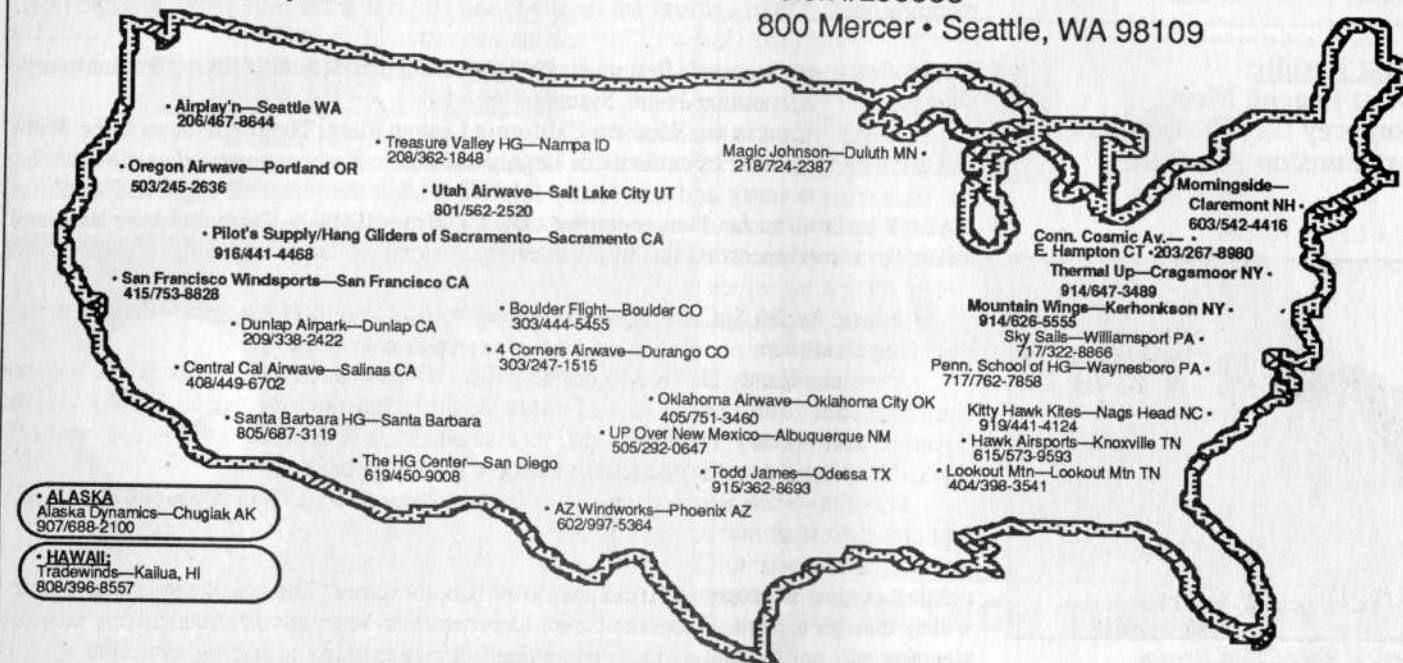 800 Mercer Seattle, WA 98109
• Airplay'n—Seattle WA
206/467-8644
• Treasure Valley HG—Nampa ID
208/362-1848
Magic Johnson—Duluth MN •
218/724-2387
• Oregon Airwave—Portland OR
503/245-2636
• Utah Airwave—Salt Lake City UT
801/562-2520
Morningside—
Claremont NH •
603/542-4416
• Pilot's Supply/Hang Gliders of Sacramento—Sacramento CA
916/441-4468
Conn. Cosmic Av.— •
E. Hampton CT - 203/267-8980
Thermal Up—Cragsmoor NY •
914/647-3489
• San Francisco Windsports—San Francisco CA
415/753-8828
Mountain Wings—Kerhonkson NY •
914/626-5555
• Boulder Flight—Boulder CO
303/444-5455
• Dunlap Airpark—Dunlap CA
209/338-2422
Sky Sails—Williamsport PA •
717/322-8866
• 4 Corners Airwave—Durango CO
303/247-1515
Penn. School of HG—Waynesboro PA •
717/762-7858
• Central Cal Airwave—Salinas CA
408/449-6702
• Oklahoma Airwave—Oklahoma City OK
405/751-3460
Kitty Hawk Kites—Nags Head NC •
919/441-4124
• Santa Barbara HG—Santa Barbara
805/687-3119
• UP Over New Mexico—Albuquerque NM
505/292-0647
• Hawk Airsports—Knoxville TN
615/573-9593
• The HG Center—San Diego
619/450-9008
• Todd Jones—Odessa TX
915/362-8693
• Lookout Mtn—Lookout Mtn TN
404/398-3541
• AZ Windworks—Phoenix AZ
602/997-5364
• ALASKA
Alaska Dynamics—Chugiak AK
907/688-2100
• HAWAII:
Tradewinds—Kailua, HI
808/396-8557